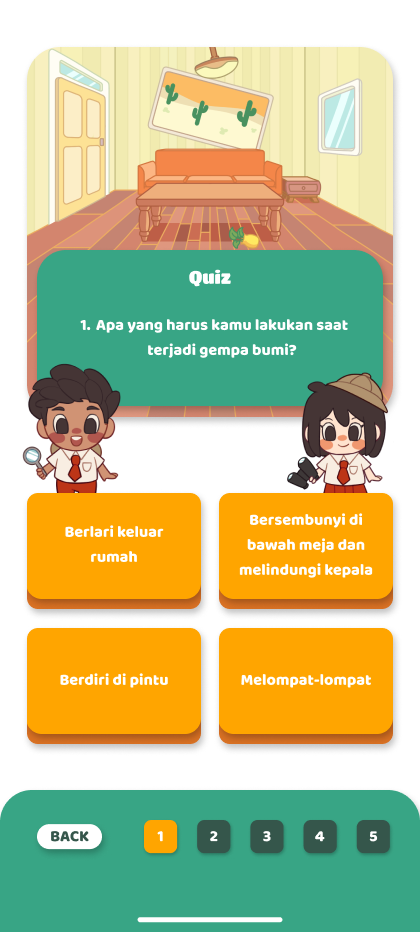 Quiz
1. Apa yang harus kamu lakukan saat
terjadi gempa bumi?
Berlari keluar
rumah
Bersembunyi di
bawah meja dan
melindungi kepala
Berdiri di pintu
Melompat-lompat
BACK
1
2
3
4
5